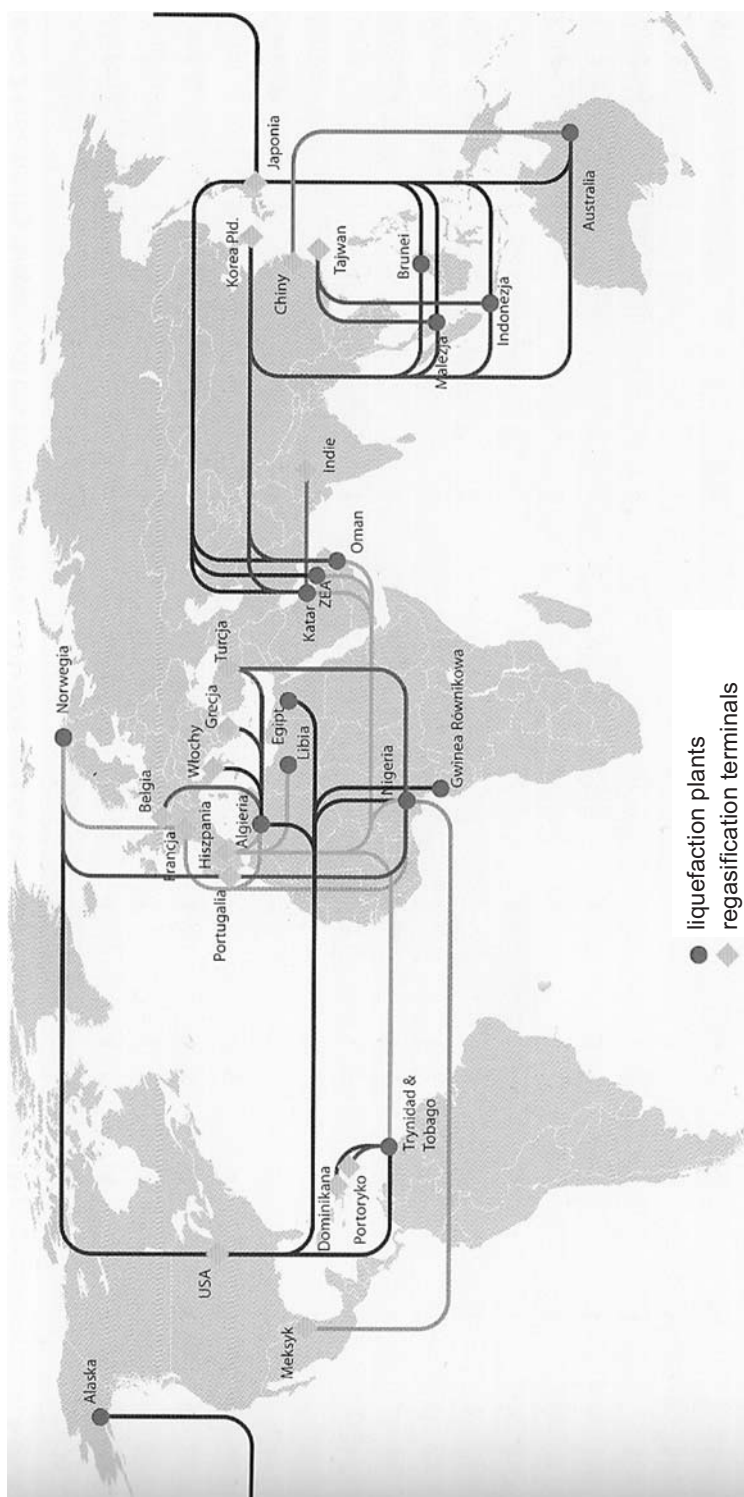 Alaska
Norwegia
USA
Meksyk
Dominikana
Portoryko
Trynidad &
Tobago
Belgia
Francja
Włochy
Hiszpania
Portugalia
Grecja
Turcja
Algieria
Egipt
Libia
Nigeria
Gwinea Równikowa
Katar
ZEA
Oman
Indie
Japonia
Korea Płd.
Chiny
Tajwan
Brunei
Malezja
Indonezja
Australia
liquefaction plants
regasification terminals